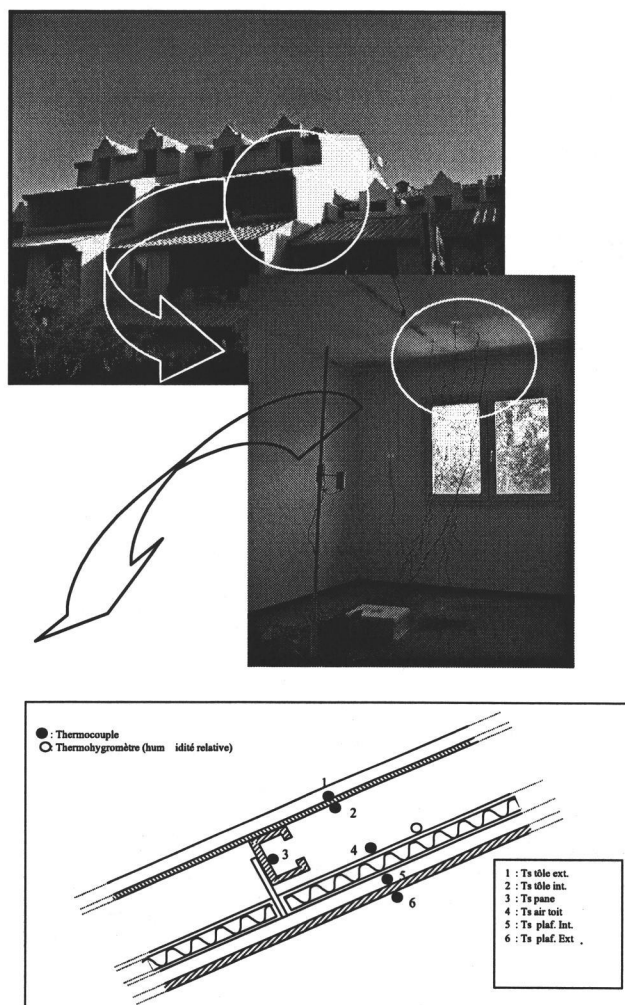 ● : Thermocouple
○ : Thermohygromètre (hum idité relative)
1
2
3
4
5
6
1 : Ts tôle ext.
2 : Ts tôle int.
3 : Ts pane
4 : Ts air toit
5 : Ts plaf. Int.
6 : Ts plaf. Ext .